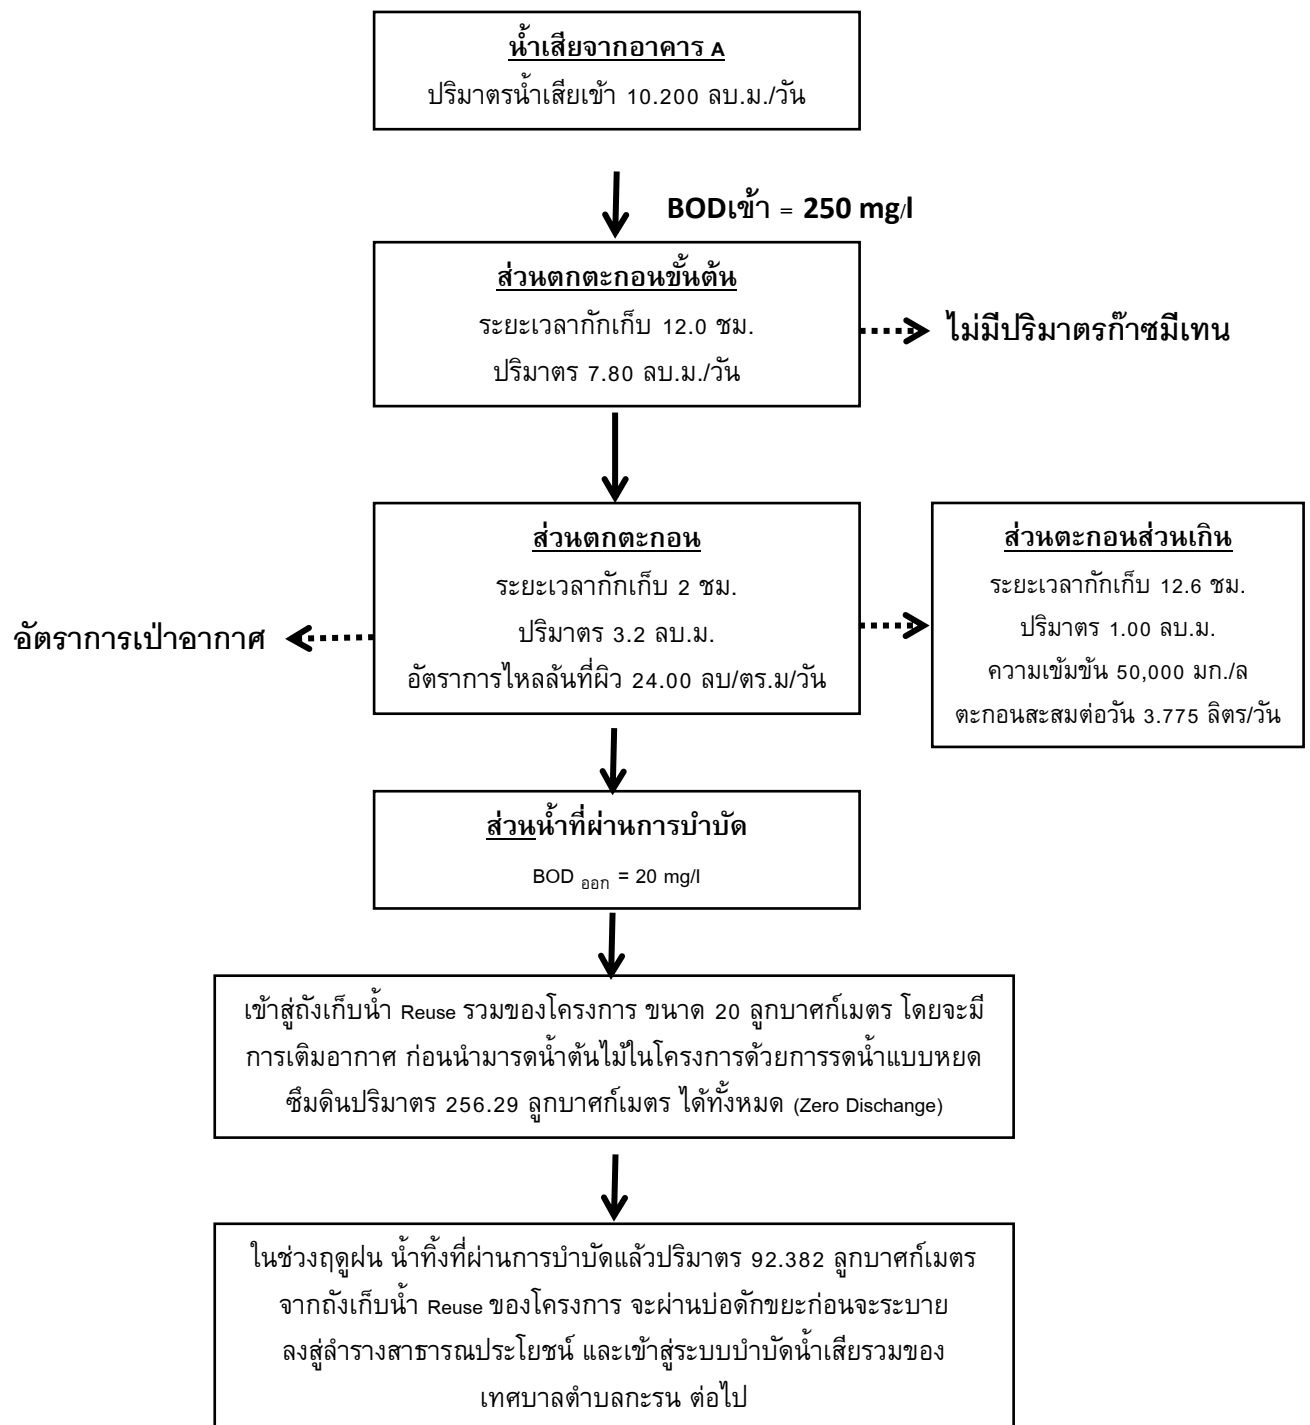 น้ำเสียจากอาคาร A
ปริมาตรน้ำเสียเข้า 10.200 ลบ.ม./วัน
BODเข้า = 250 mg/l
ส่วนตกตะกอนขั้นต้น
ระยะเวลากักเก็บ 12.0 ชม.
ปริมาตร 7.80 ลบ.ม./วัน
ไม่มีปริมาตรก๊าซมีเทน
ส่วนตกตะกอน
ระยะเวลากักเก็บ 2 ชม.
ปริมาตร 3.2 ลบ.ม.
อัตราการไหลล้นที่ผิว 24.00 ลบ/ตร.ม/วัน
อัตราการเป่าอากาศ
ส่วนตะกอนส่วนเกิน
ระยะเวลากักเก็บ 12.6 ชม.
ปริมาตร 1.00 ลบ.ม.
ความเข้มข้น 50,000 มก./ล
ตะกอนสะสมต่อวัน 3.775 ลิตร/วัน
ส่วนน้ำที่ผ่านการบำบัด
BOD ออก = 20 mg/l
เข้าสู่ถังเก็บน้ำ Reuse รวมของโครงการ ขนาด 20 ลูกบาศก์เมตร โดยจะมี
การเติมอากาศ ก่อนนำมารดน้ำต้นไม้ในโครงการด้วยการรดน้ำแบบหยด
ซึมดินปริมาตร 256.29 ลูกบาศก์เมตร ได้ทั้งหมด (Zero Dischange)
ในช่วงฤดูฝน น้ำทิ้งที่ผ่านการบำบัดแล้วปริมาตร 92.382 ลูกบาศก์เมตร
จากถังเก็บน้ำ Reuse ของโครงการ จะผ่านบ่อดักขยะก่อนจะระบาย
ลงสู่ลำรางสาธารณประโยชน์ และเข้าสู่ระบบบำบัดน้ำเสียรวมของ
เทศบาลตำบลกะรน ต่อไป